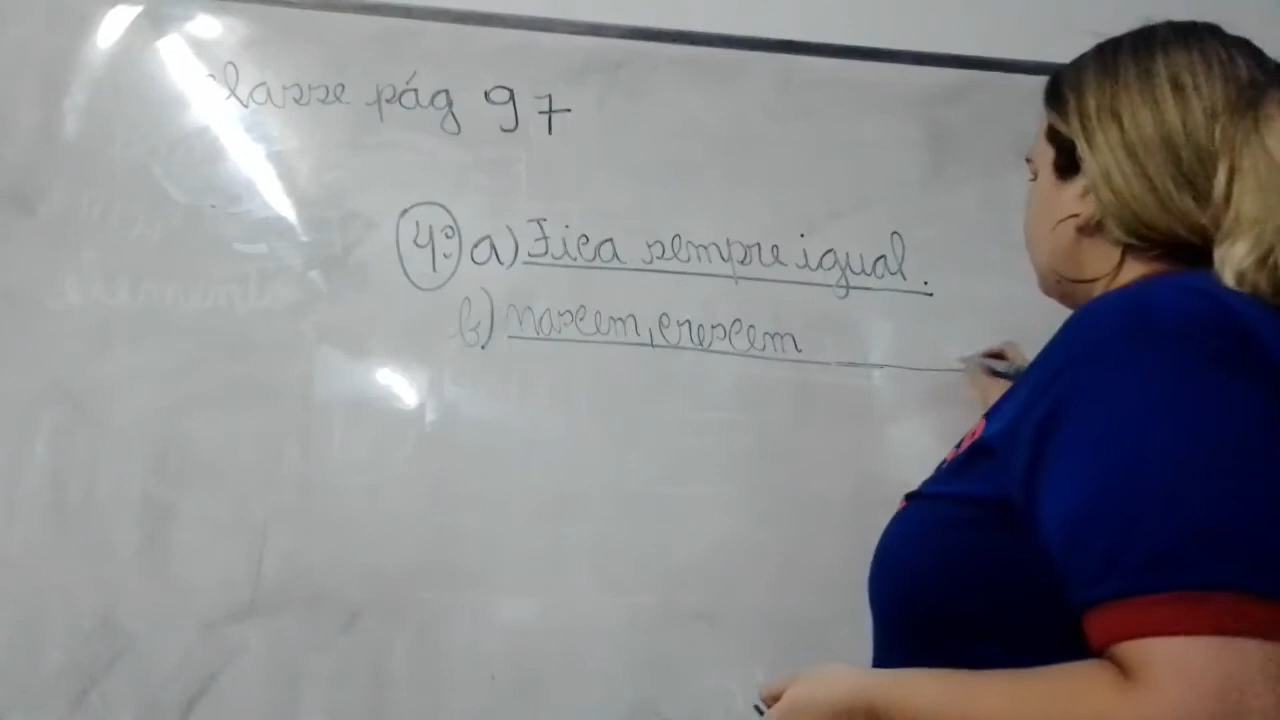 classe pág 97
4º a) Fica sempre igual.
b) nascem, crescem